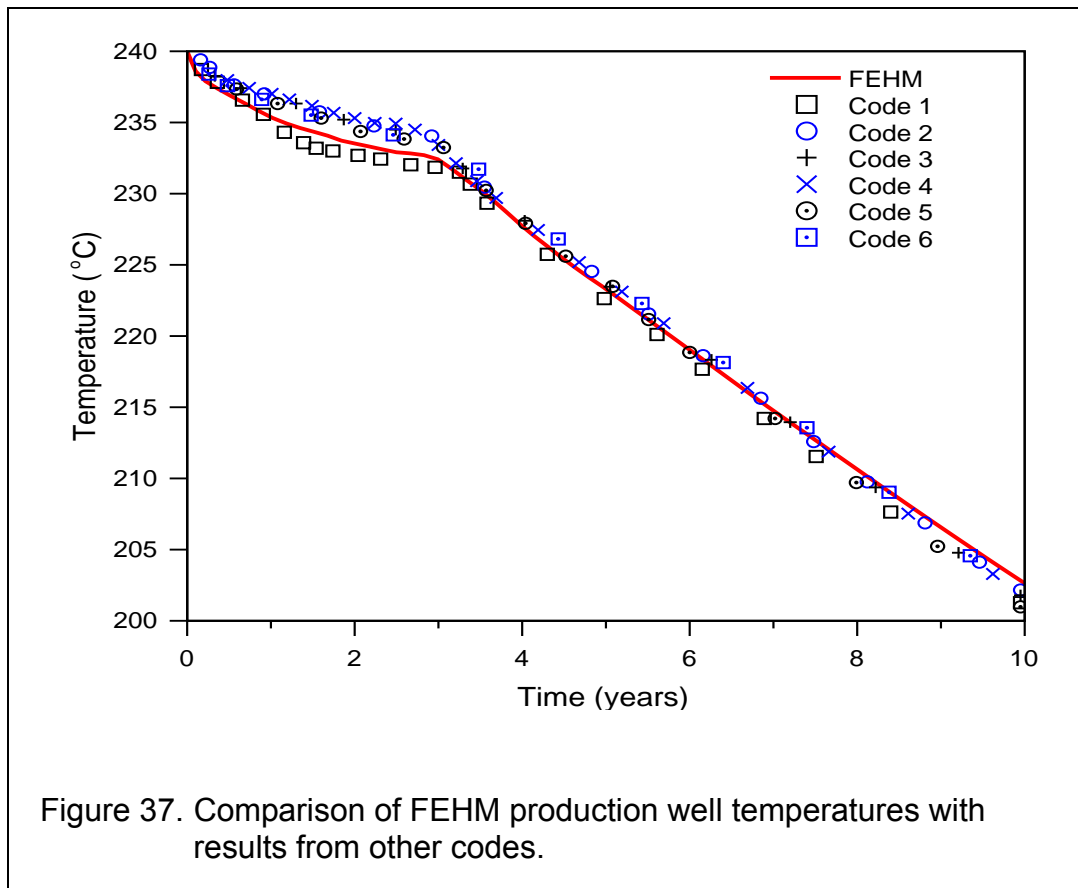 240
235
230
225
220
215
210
205
200
Temperature (°C)
0 2 4 6 8 10
Time (years)
FEHM
Code 1
Code 2
Code 3
Code 4
Code 5
Code 6
Figure 37. Comparison of FEHM production well temperatures with
results from other codes.